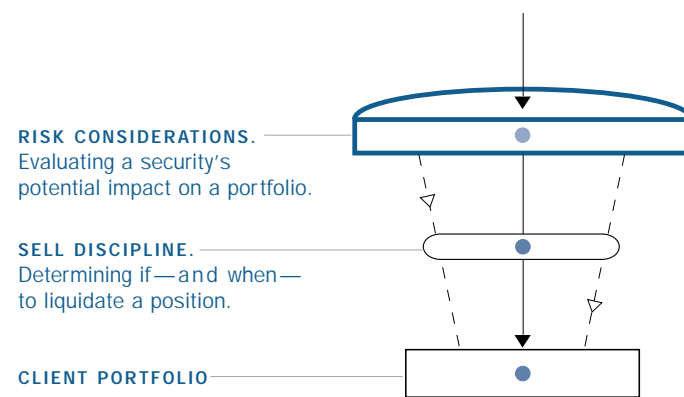 RISK CONSIDERATIONS.
Evaluating a security's
potential impact on a portfolio.
SELL DISCIPLINE.
Determining if—and when—
to liquidate a position.
CLIENT PORTFOLIO